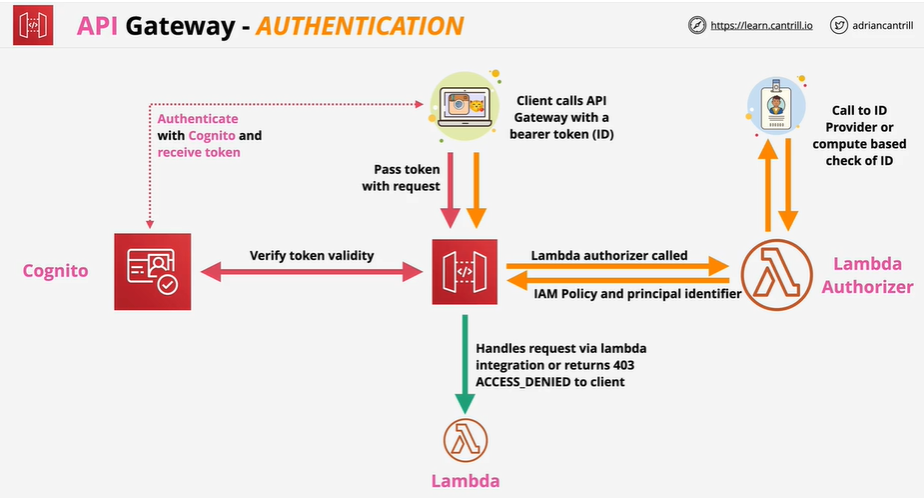 API Gateway - AUTHENTICATION
https://learn.cantrill.io
adriancantrill
Authenticate
with Cognito and
receive token
Client calls API
Gateway with a
bearer token (ID)
Call to ID
Provider or
compute based
check of ID
Pass token
with request
Cognito
Verify token validity
</>
Lambda authorizer called
IAM Policy and principal identifier
Lambda
Authorizer
Handles request via lambda
integration or returns 403
ACCESS_DENIED to client
Lambda